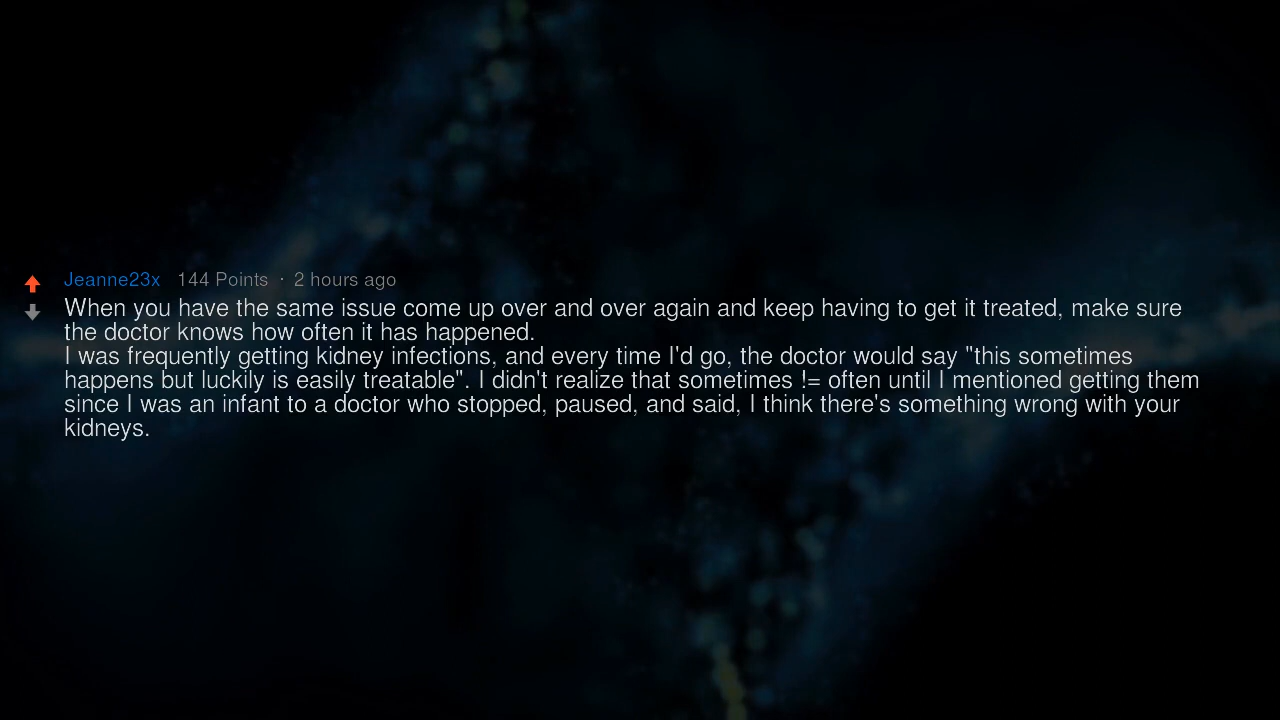 Jeanne23x 144 Points · 2 hours ago
When you have the same issue come up over and over again and keep having to get it treated, make sure
the doctor knows how often it has happened.
I was frequently getting kidney infections, and every time I'd go, the doctor would say "this sometimes
happens but luckily is easily treatable". I didn't realize that sometimes != often until I mentioned getting them
since I was an infant to a doctor who stopped, paused, and said, I think there's something wrong with your
kidneys.